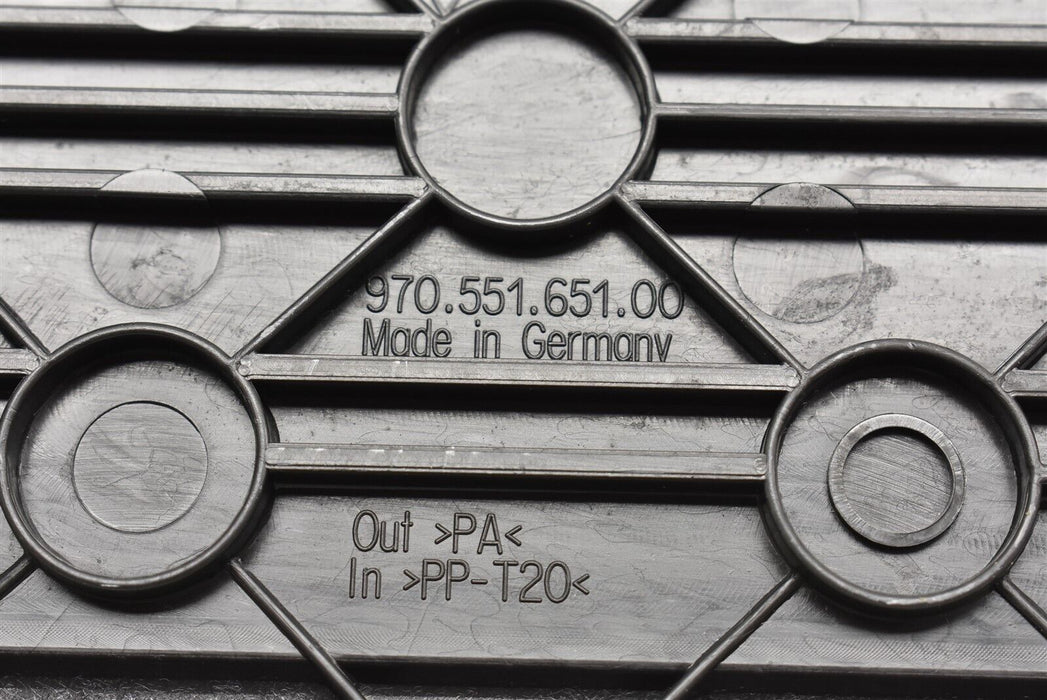 970.551.651.00
Made in Germany
Out >PA<
In >PP-T20<